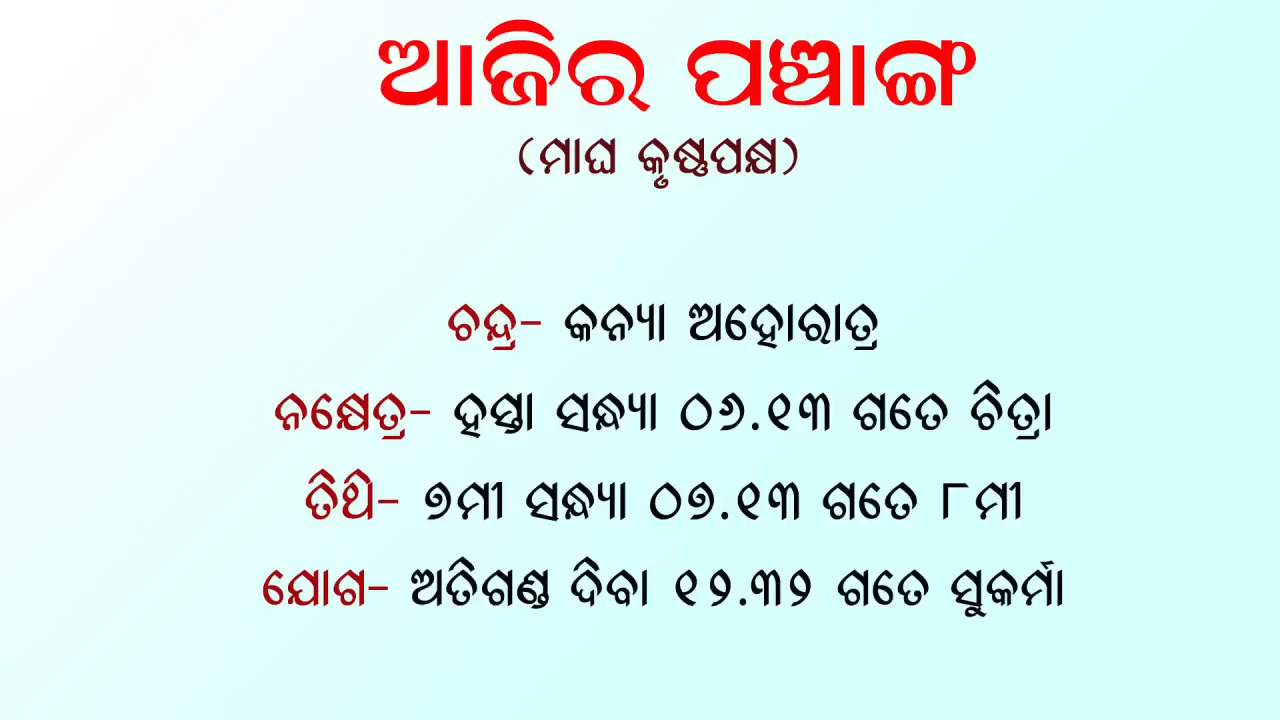 ଆଜିର ପଞ୍ଚାଙ୍ଗ
(ମାଘ କୃଷ୍ଣପକ୍ଷ)
ଚନ୍ଦ୍ର- କନ୍ୟା ଅହୋରାତ୍ର
ନକ୍ଷେତ୍ର- ହସ୍ତା ସନ୍ଧ୍ୟା ୦୬.୧୩ ଗତେ ଚିତ୍ରା
ତିଥି- ୭ମୀ ସନ୍ଧ୍ୟା ୦୭.୧୩ ଗତେ ୮ମୀ
ଯୋଗ- ଅତିଗଣ୍ଡ ଦିବା ୧୨.୩୨ ଗତେ ସୁକର୍ମା